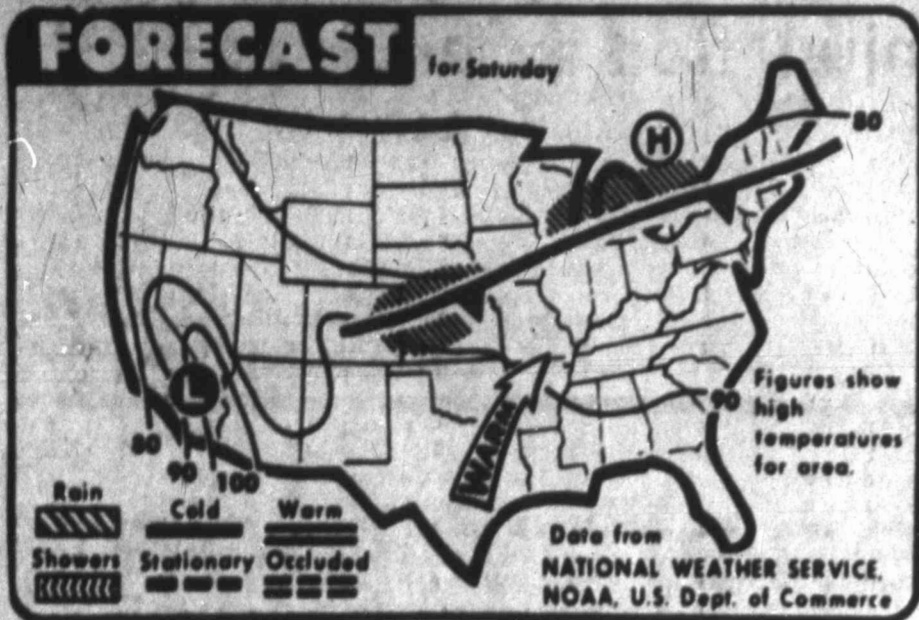 FORECAST for Saturday
H
80
L
WARM
90
80
90
100
Figures show
high
temperatures
for area.
Rain
Cold
Warm
Showers
Stationary
Occluded
Data from
NATIONAL WEATHER SERVICE,
NOAA, U.S. Dept. of Commerce